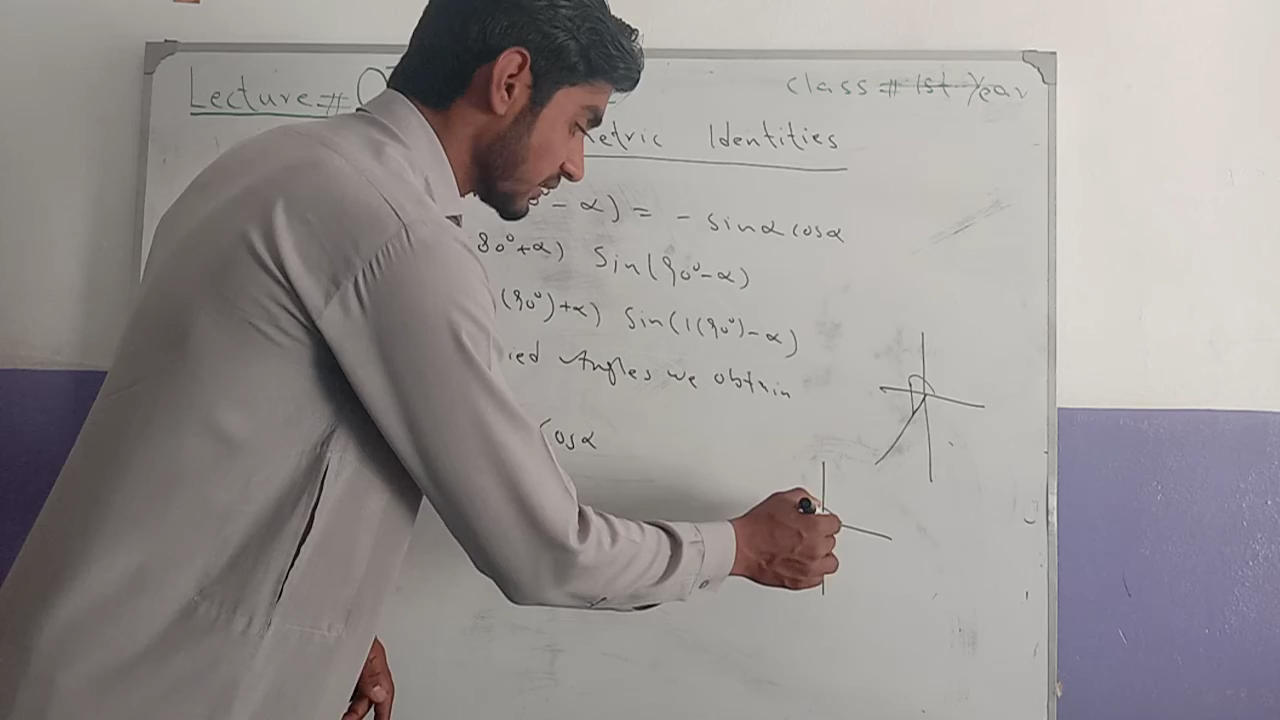 Lecture #
Class # 1st Year
etric Identities
- α) = - sinα cosα
80°+α) Sin(90°-α)
(90°)+α) Sin(1(90°)-α)
ied Angles we obtain
Cosα